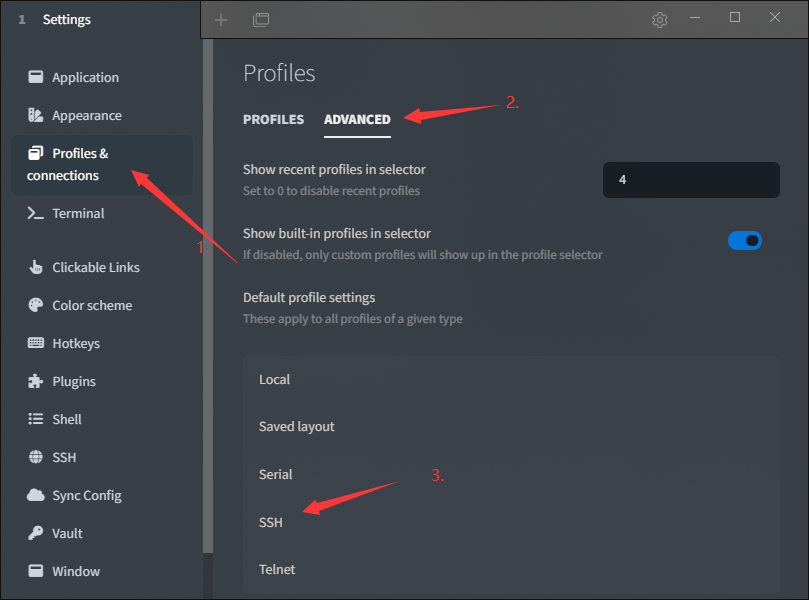 1 Settings
Application
Appearance
Profiles &
connections
Terminal
Clickable Links
Color scheme
Hotkeys
Plugins
Shell
SSH
Sync Config
Vault
Window
Profiles
PROFILES ADVANCED
2.
Show recent profiles in selector
Set to 0 to disable recent profiles
4
Show built-in profiles in selector
If disabled, only custom profiles will show up in the profile selector
1.
Default profile settings
These apply to all profiles of a given type
Local
Saved layout
Serial
3.
SSH
Telnet